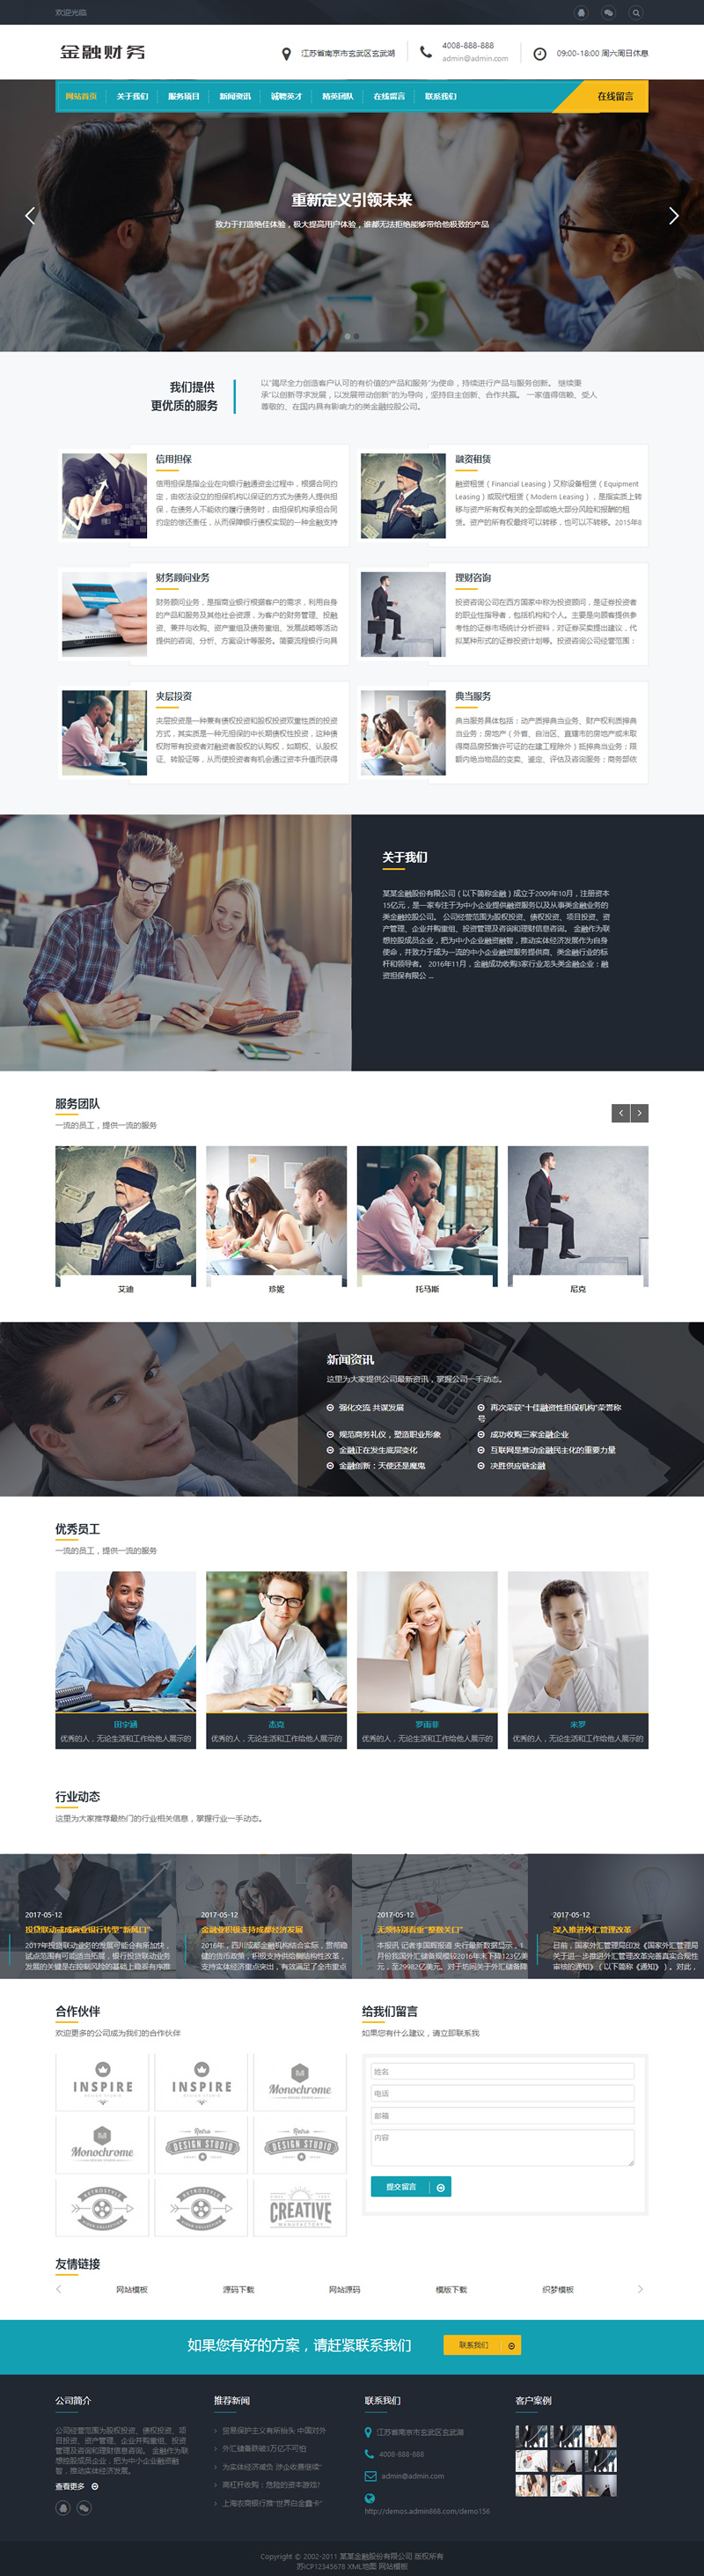 欢迎光临
金融财务
江苏省南京市玄武区玄武湖
4008-888-888
admin@admin.com
09:00-18:00 周六周日休息
网站首页 关于我们 服务项目 新闻资讯 诚聘英才 精英团队 在线留言 联系我们
在线留言
重新定义引领未来
致力于打造绝佳体验，极大提高用户体验，谁都无法拒绝能够带给他极致的产品
我们提供
更优质的服务
以“竭尽全力创造客户认可的有价值的产品和服务”为使命，持续进行产品与服务创新。 继续秉
承“以创新寻求发展，以发展带动创新”的为导向，坚持自主创新、合作共赢。 一家值得信赖、受人
尊敬的、在国内具有影响力的类金融控股公司。
信用担保
信用担保是指企业在向银行融通资金过程中，根据合同约
定，由依法设立的担保机构以保证的方式为债务人提供担
保，在债务人不能依约履行债务时，由担保机构承担合同
约定的偿还责任，从而保障银行债权实现的一种金融支持
融资租赁
融资租赁（Financial Leasing）又称设备租赁（Equipment
Leasing）或现代租赁（Modern Leasing），是指实质上转
移与资产所有权有关的全部或绝大部分风险和报酬的租
赁。资产的所有权最终可以转移，也可以不转移。2015年8
财务顾问业务
财务顾问业务，是指商业银行根据客户的需求，利用自身
的产品和服务及其他社会资源，为客户的财务管理、投融
资、兼并与收购、资产重组及债务重组、发展战略等活动
提供的咨询、分析、方案设计等服务。简要流程银行向具
理财咨询
投资咨询公司在西方国家中称为投资顾问，是证券投资者
的职业性指导者，包括机构和个人。主要是向顾客提供参
考性的证券市场统计分析资料，对证券买卖提出建议，代
拟某种形式的证券投资计划等。投资咨询公司经营范围：
夹层投资
夹层投资是一种兼有债权投资和股权投资双重性质的投资
方式，其实质是一种无担保的中长期债权性投资，这种债
权附带有投资者对融资者股权的认购权，如期权、认股权
证、转股证等，从而使投资者有机会通过资本升值而获得
典当服务
典当服务具体包括：动产质押典当业务、财产权利质押典
当业务；房地产（外省、自治区、直辖市的房地产或未取
得商品房预售许可证的在建工程除外）抵押典当业务；限
额内绝当物品的变卖、鉴定、评估及咨询服务；商务部依
关于我们
某某金融股份有限公司（以下简称金融）成立于2009年10月，注册资本
15亿元，是一家专注于为中小企业提供融资服务以及从事类金融业务的
类金融控股公司。 公司经营范围为股权投资、债权投资、项目投资、资
产管理、企业并购重组、投资管理及咨询和理财信息咨询。 金融作为联
想控股成员企业，把为中小企业融资融智，推动实体经济发展作为自身
使命，并致力于成为一流的中小企业融资服务提供商、类金融行业的标
杆和领导者。 2016年11月，金融成功收购3家行业龙头类金融企业：融
资担保有限公 ...
服务团队
一流的员工，提供一流的服务
艾迪 珍妮 托马斯 尼克
新闻资讯
这里为大家提供公司最新资讯，掌握公司一手动态。
强化交流 共谋发展
再次荣获“十佳融资性担保机构”荣誉称
号
规范商务礼仪，塑造职业形象
成功收购三家金融企业
金融正在发生底层变化
互联网是推动金融民主化的重要力量
金融创新：天使还是魔鬼
决胜供应链金融
优秀员工
一流的员工，提供一流的服务
田宇涵 杰克 罗雨菲 朱罗
优秀的人，无论生活和工作给他人展示的
优秀的人，无论生活和工作给他人展示的
优秀的人，无论生活和工作给他人展示的
优秀的人，无论生活和工作给他人展示的
行业动态
这里为大家推荐最热门的行业相关信息，掌握行业一手动态。
2017-05-12
投贷联动或成商业银行转型“新风口”
2017年投贷联动业务的发展可能会有所加快，
试点范围有可能适当拓展，银行投贷联动业务
发展的关键是在控制风险的基础上稳妥有序推
2017-05-12
金融业积极支持成都经济发展
2016年，四川成都金融机构结合实际，贯彻稳
健的货币政策，积极支持供给侧结构性改革，
支持实体经济重点突出，有效满足了全市重点
2017-05-12
无须特别看重“整数关口”
本报讯 记者李国辉报道 央行最新数据显示，1
月份我国外汇储备规模较2016年末下降123亿美
元，至29982亿美元。对于坊间关于外汇储备降
2017-05-12
深入推进外汇管理改革
日前，国家外汇管理局印发《国家外汇管理局
关于进一步推进外汇管理改革完善真实合规性
审核的通知》（以下简称《通知》）。对此，
合作伙伴
欢迎更多的公司成为我们的合作伙伴
INSPIRE
INSPIRE
Monochrome
Monochrome
Retro
DESIGN STUDIO
Retro
DESIGN STUDIO
RETROSTYLE
RETROSTYLE
CREATIVE
MANUFACTORY
给我们留言
如果您有什么建议，请立即联系我
姓名
电话
邮箱
内容
提交留言
友情链接
网站模板 源码下载 网站源码 模版下载 织梦模板
如果您有好的方案，请赶紧联系我们
联系我们
公司简介
公司经营范围为股权投资、债权投资、项
目投资、资产管理、企业并购重组、投资
管理及咨询和理财信息咨询。 金融作为联
想控股成员企业，把为中小企业融资融
智，推动实体经济发展。
查看更多
推荐新闻
贸易保护主义有所抬头 中国对外
外汇储备跌破3万亿不可怕
为实体经济减负 涉企收费继续“
高杠杆收购：危险的资本游戏?
上海农商银行推“世界白金鑫卡”
联系我们
江苏省南京市玄武区玄武湖
4008-888-888
admin@admin.com
http://demos.admin868.com/demo156
客户案例
Copyright © 2002-2011 某某金融股份有限公司 版权所有
苏ICP12345678 XML地图 网站模板